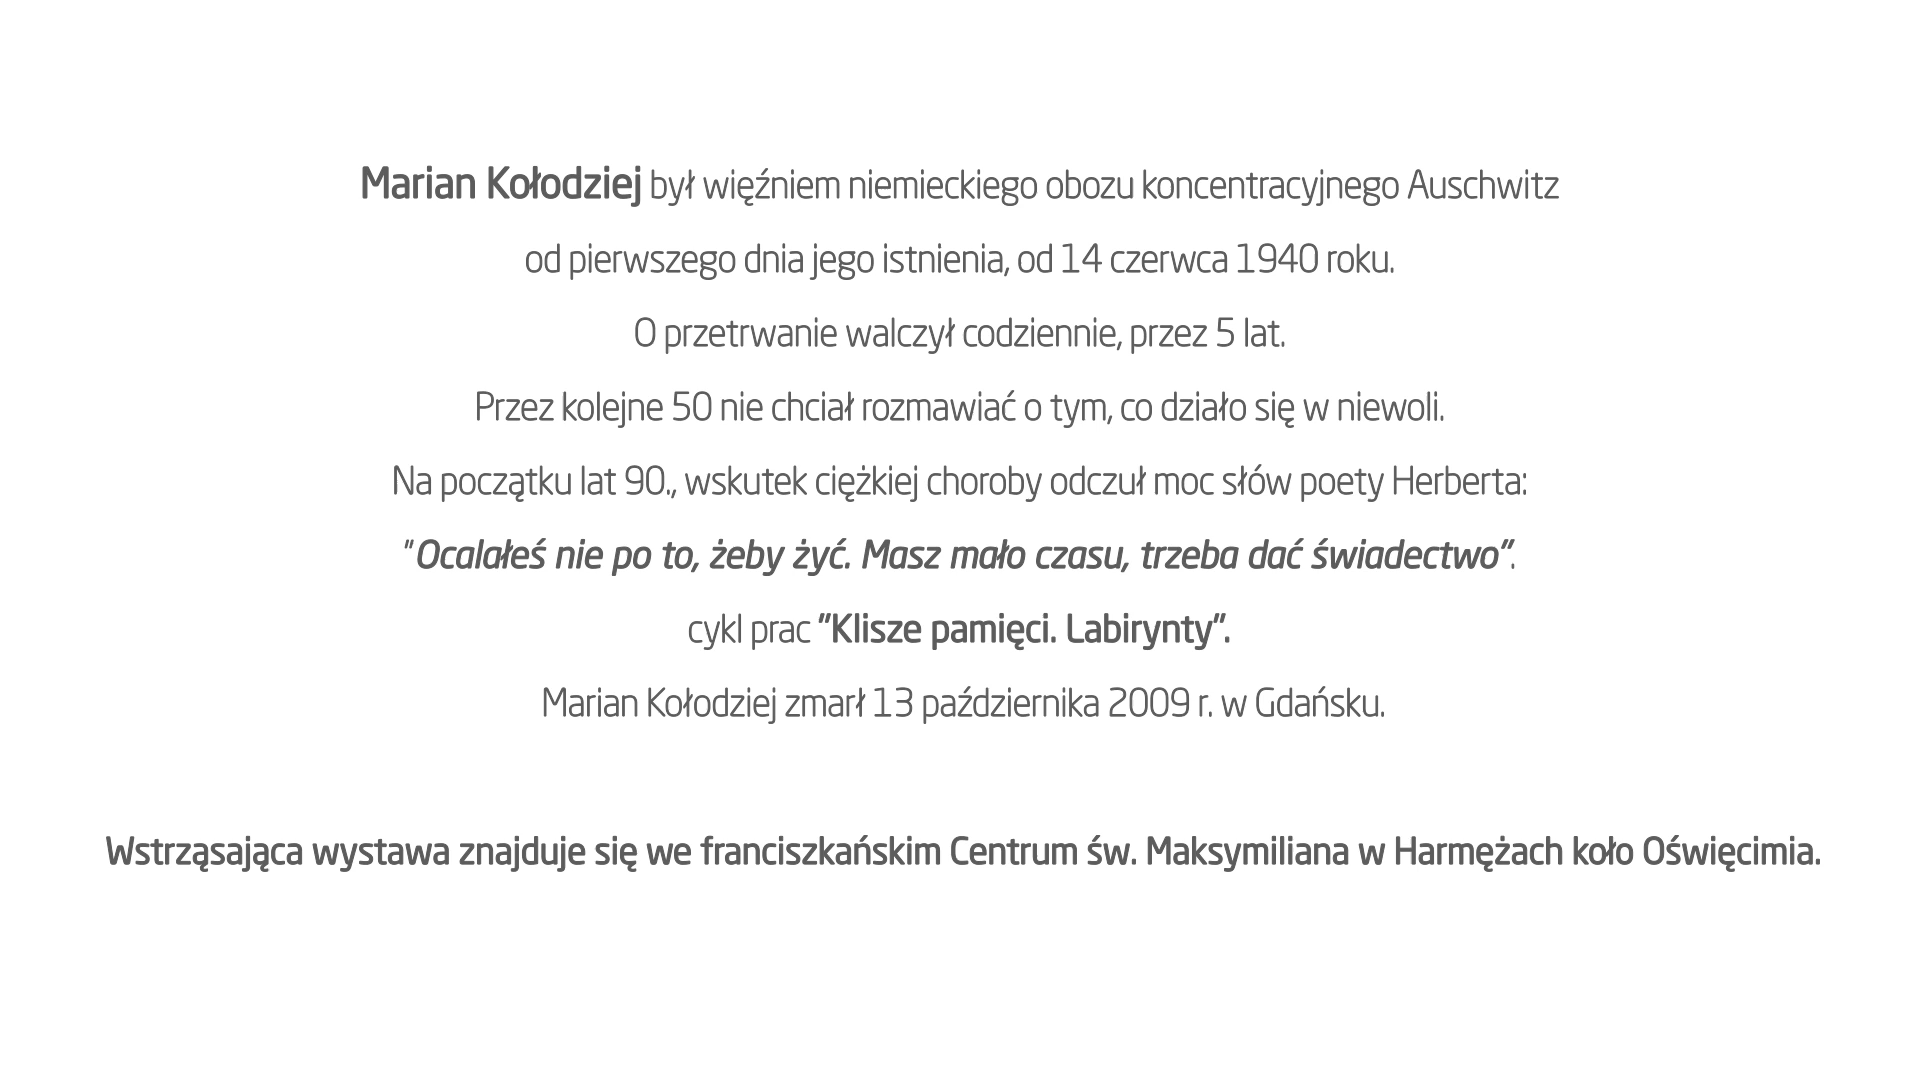 Marian Kołodziej był więźniem niemieckiego obozu koncentracyjnego Auschwitz
od pierwszego dnia jego istnienia, od 14 czerwca 1940 roku.
O przetrwanie walczył codziennie, przez 5 lat.
Przez kolejne 50 nie chciał rozmawiać o tym, co działo się w niewoli.
Na początku lat 90., wskutek ciężkiej choroby odczuł moc słów poety Herberta:
"Ocalałeś nie po to, żeby żyć. Masz mało czasu, trzeba dać świadectwo".
cykl prac "Klisze pamięci. Labirynty".
Marian Kołodziej zmarł 13 października 2009 r. w Gdańsku.
Wstrząsająca wystawa znajduje się we franciszkańskim Centrum św. Maksymiliana w Harmężach koło Oświęcimia.